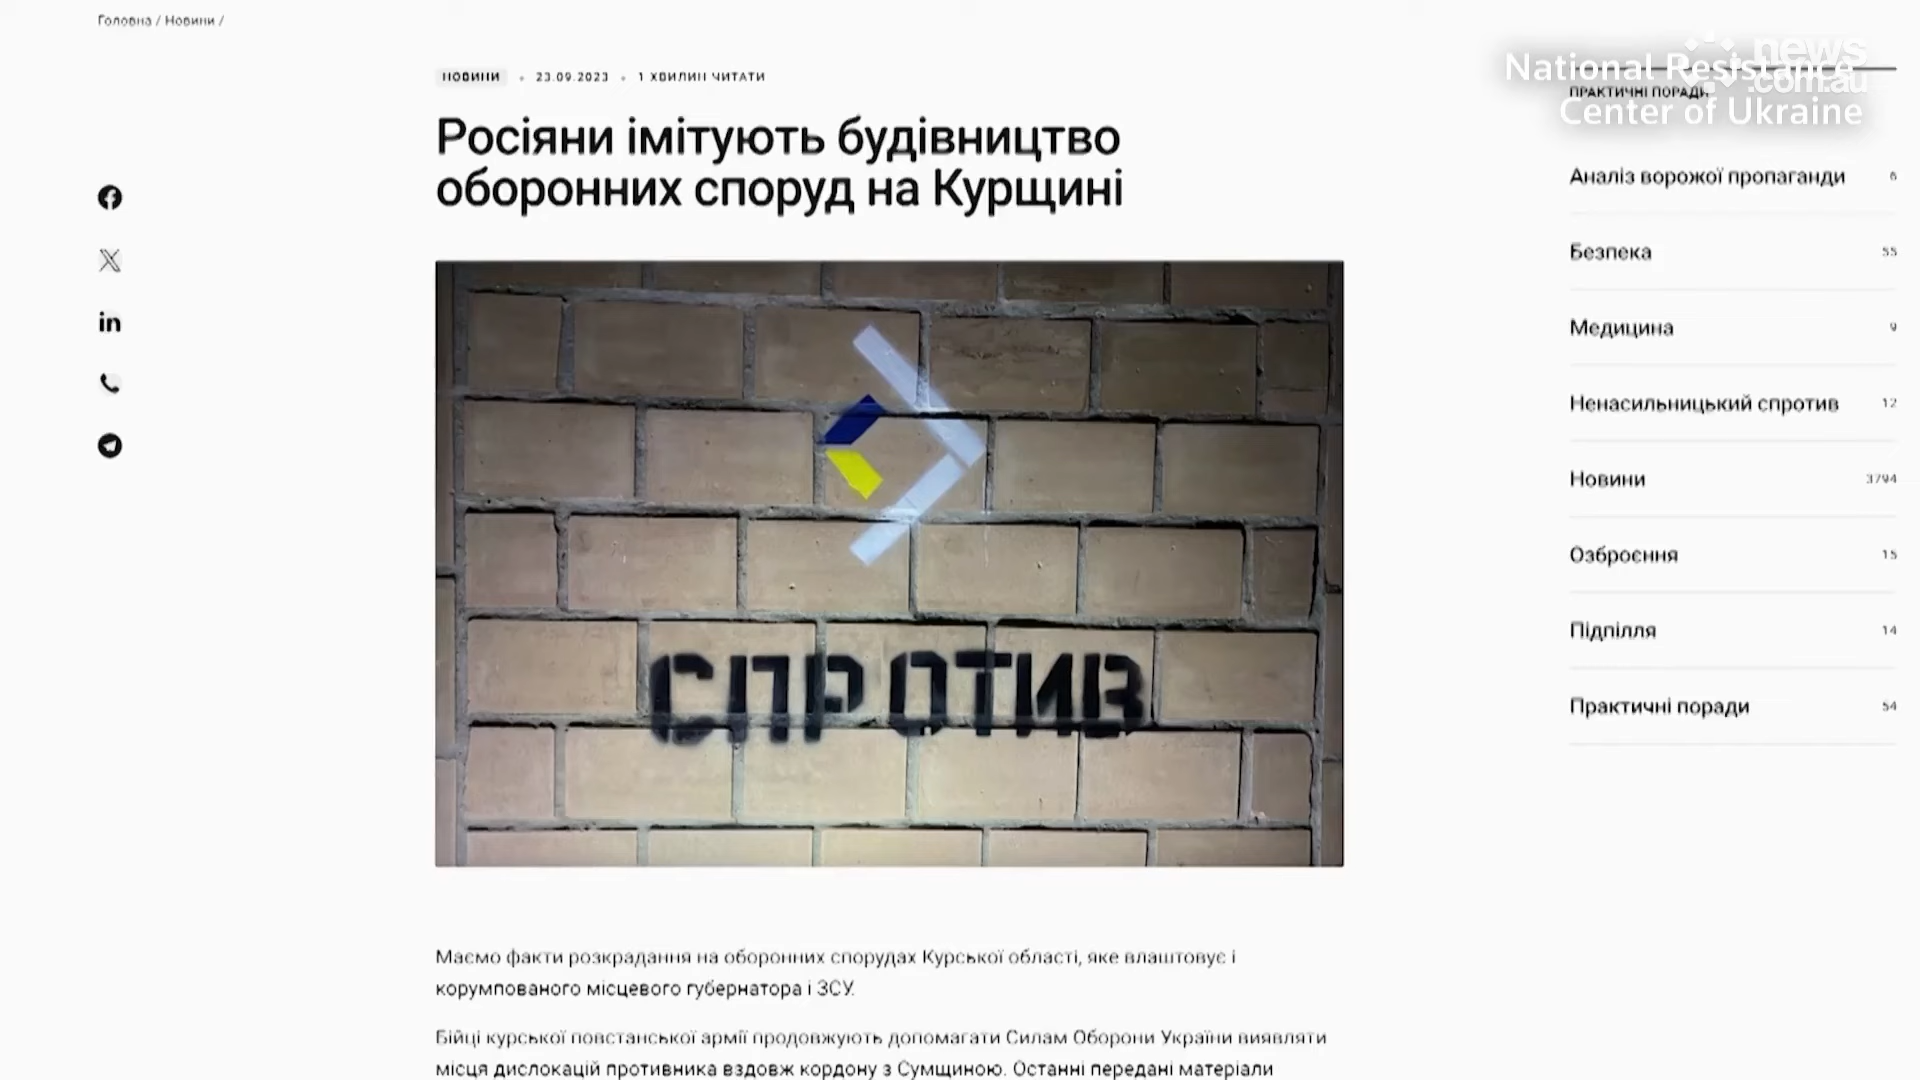 Головна / Новини /
НОВИНИ • 23.09.2023 • 1 ХВИЛИН ЧИТАТИ
Росіяни імітують будівництво
оборонних споруд на Курщині
СПРОТИВ
Маємо факти розкрадання на оборонних спорудах Курської області, яке влаштовує і
корумпованого місцевого губернатора і ЗСУ.
Бійці курської повстанської армії продовжують допомагати Силам Оборони України виявляти
місця дислокацій противника вздовж кордону з Сумщиною. Останні передані матеріали
National Resistance
Center of Ukraine
news
.com.au
ПРАКТИЧНІ ПОРАДИ
Аналіз ворожої пропаганди 6
Безпека 55
Медицина 9
Ненасильницький спротив 12
Новини 3794
Озброєння 15
Підпілля 14
Практичні поради 54